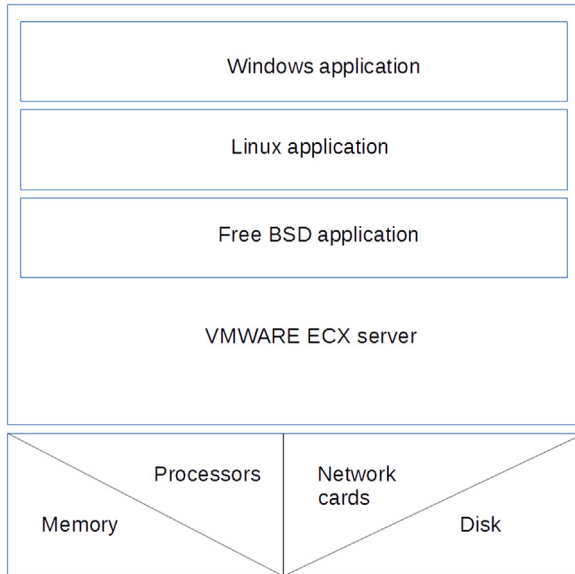 Windows application
Linux application
Free BSD application
VMWARE ECX server
Processors
Network
cards
Memory
Disk